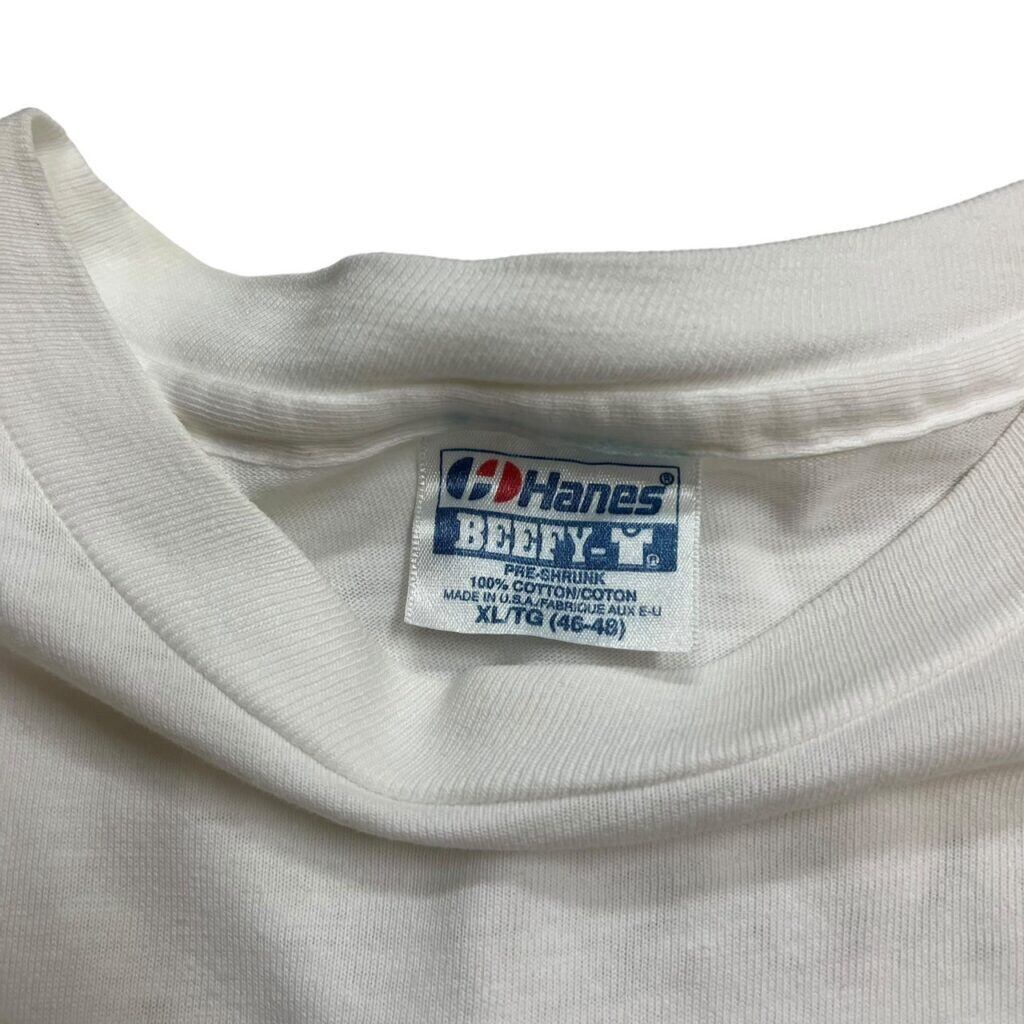 Hanes®
BEEFY-T®
PRE-SHRUNK
100% COTTON/COTON
MADE IN U.S.A./FABRIQUE AUX E-U
XL/TG (46-48)